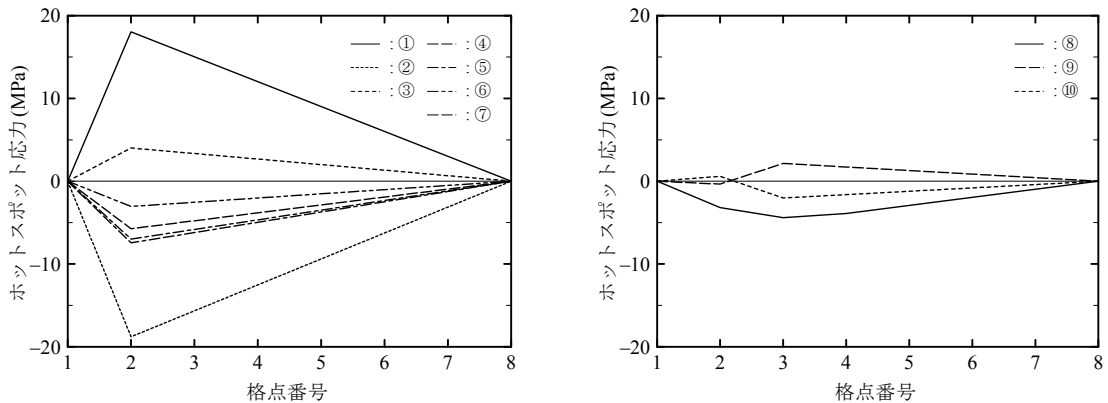 ホットスポット応力 (MPa)
20
10
0
−10
−20
1 2 3 4 5 6 7 8
格点番号
: ① : ④
: ② : ⑤
: ③ : ⑥
: ⑦
ホットスポット応力 (MPa)
20
10
0
−10
−20
1 2 3 4 5 6 7 8
格点番号
: ⑧
: ⑨
: ⑩